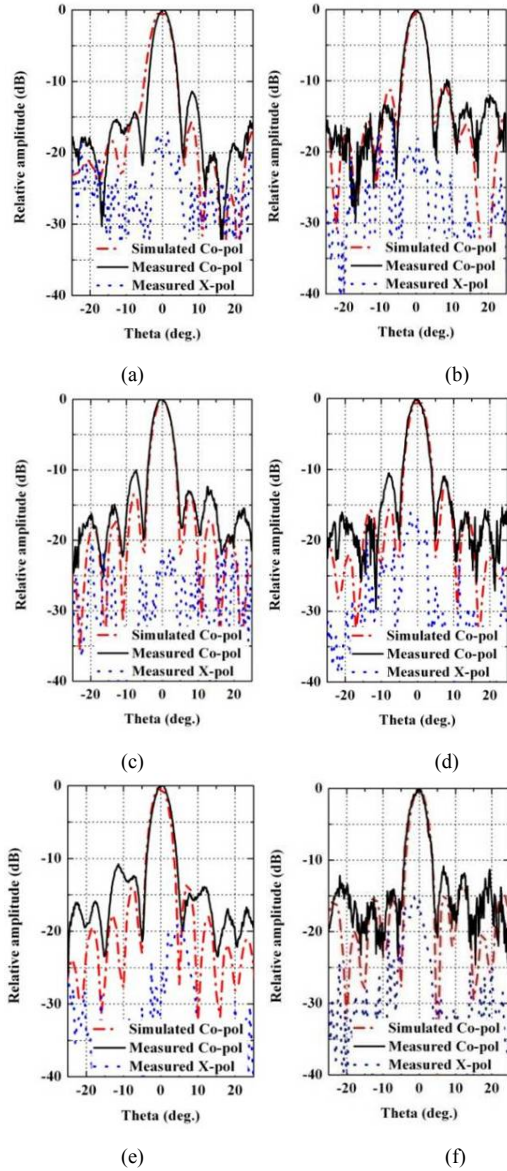 0
-10
-20
-30
-40
Relative amplitude (dB)
Simulated Co-pol
Measured Co-pol
Measured X-pol
-20 -10 0 10 20
Theta (deg.)
(a)
0
-10
-20
-30
-40
Relative amplitude (dB)
Simulated Co-pol
Measured Co-pol
Measured X-pol
-20 -10 0 10 20
Theta (deg.)
(b)
0
-10
-20
-30
-40
Relative amplitude (dB)
Simulated Co-pol
Measured Co-pol
Measured X-pol
-20 -10 0 10 20
Theta (deg.)
(c)
0
-10
-20
-30
-40
Relative amplitude (dB)
Simulated Co-pol
Measured Co-pol
Measured X-pol
-20 -10 0 10 20
Theta (deg.)
(d)
0
-10
-20
-30
-40
Relative amplitude (dB)
Simulated Co-pol
Measured Co-pol
Measured X-pol
-20 -10 0 10 20
Theta (deg.)
(e)
0
-10
-20
-30
-40
Relative amplitude (dB)
Simulated Co-pol
Measured Co-pol
Measured X-pol
-20 -10 0 10 20
Theta (deg.)
(f)